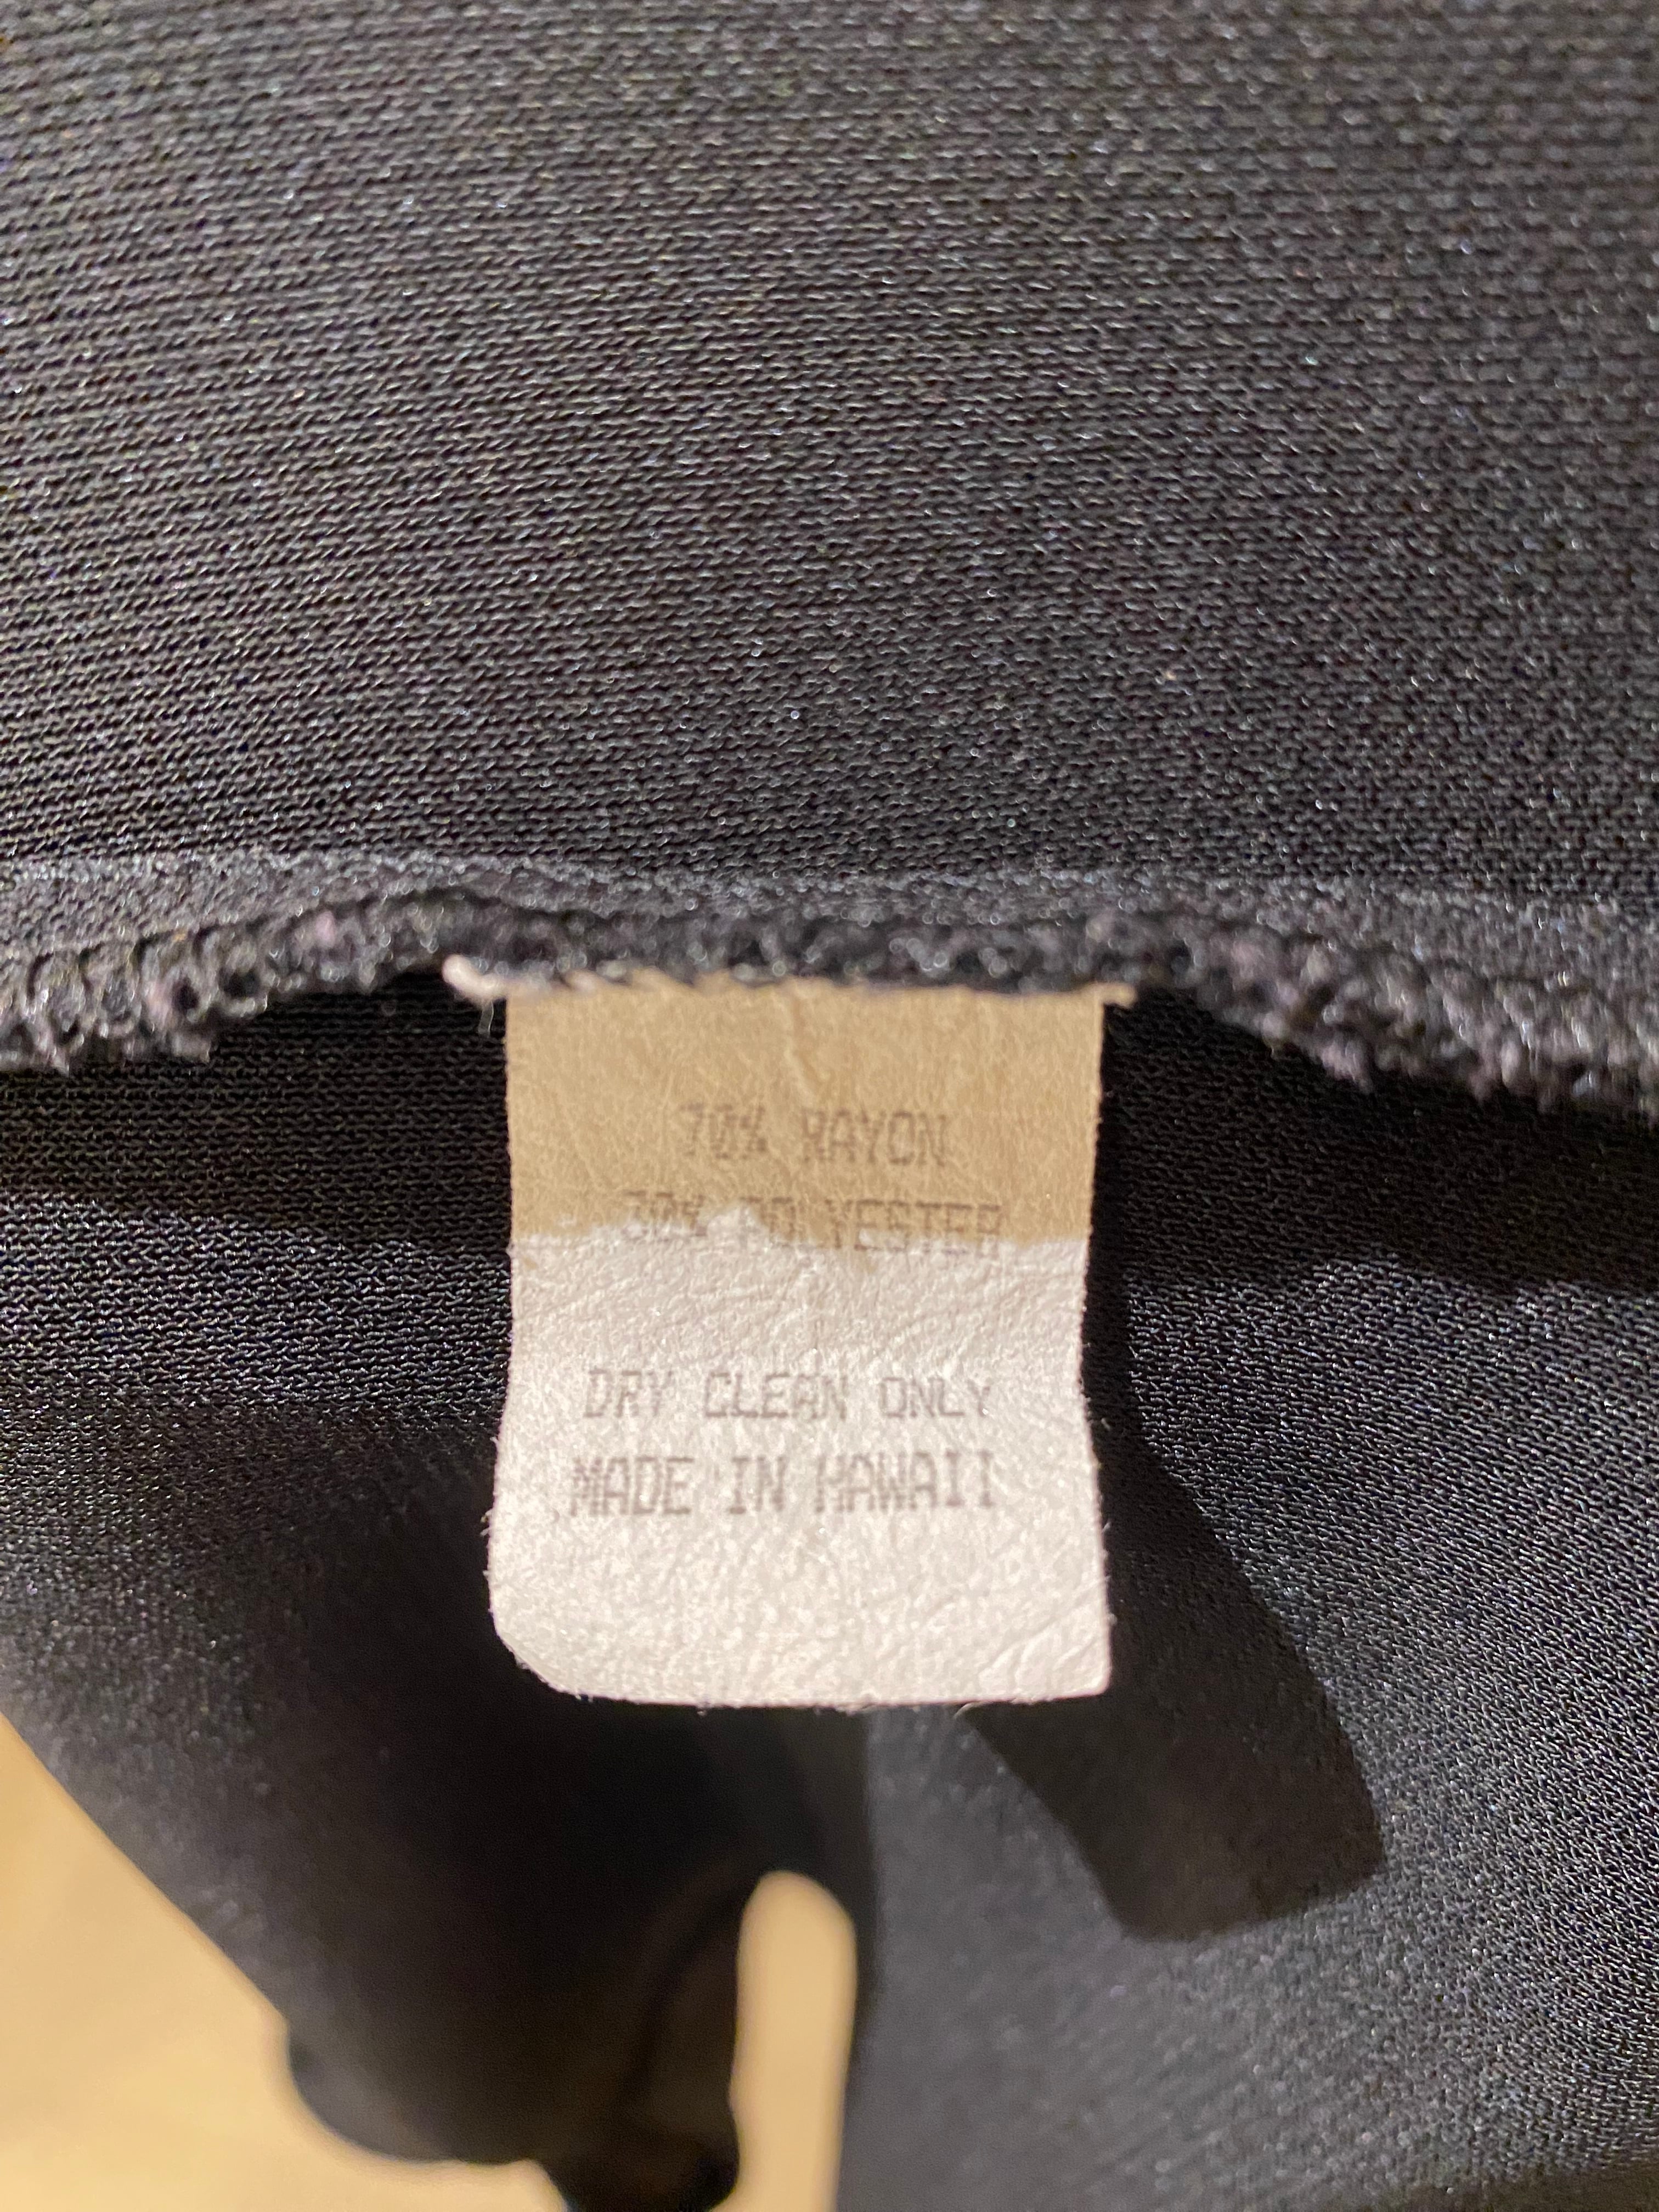 70% RAYON
30% POLYESTER
DRY CLEAN ONLY
MADE IN HAWAII